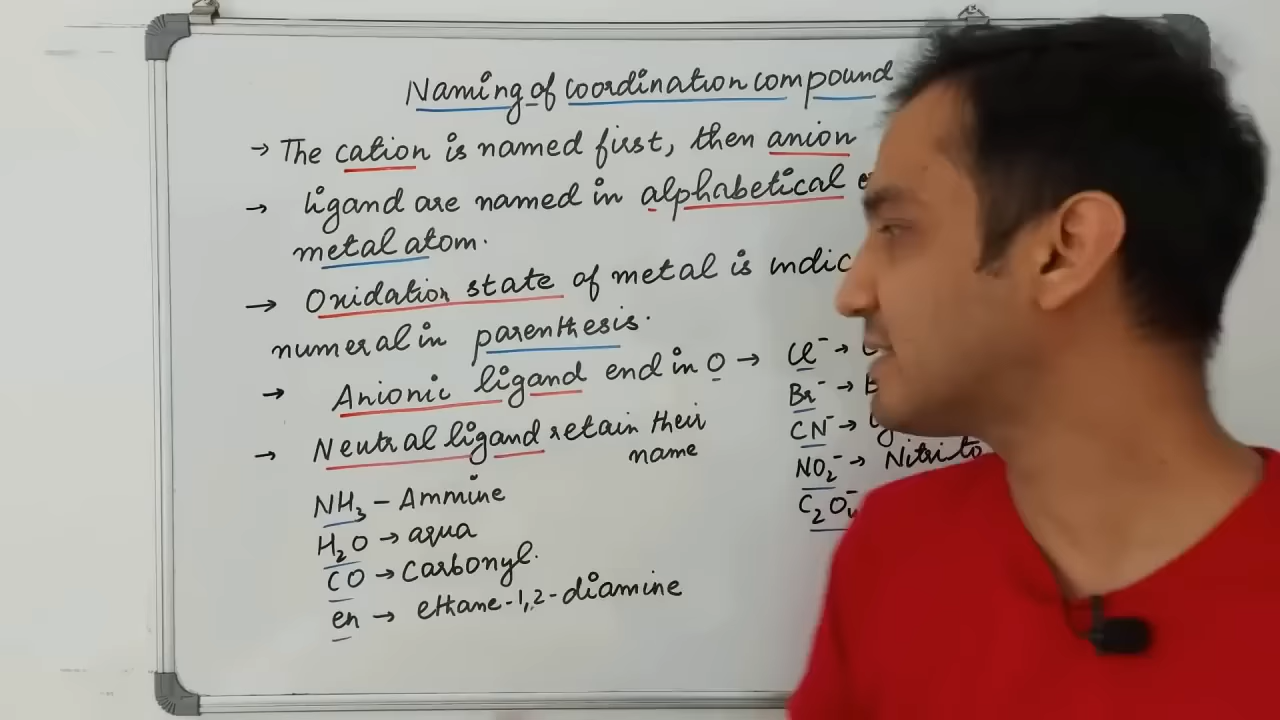 Naming of coordination compound
→ The cation is named first, then anion
→ ligand are named in alphabetical
metal atom.
→ Oxidation state of metal is indic
numeral in parenthesis.
→ Anionic ligand end in O → Cl⁻ →
Br⁻ → B
CN⁻ → Cy
NO₂⁻ → Nitrito
C₂O₄⁻
→ Neutral ligand retain their
name
NH₃ – Ammine
H₂O → aqua
CO → Carbonyl.
en → ethane-1,2-diamine